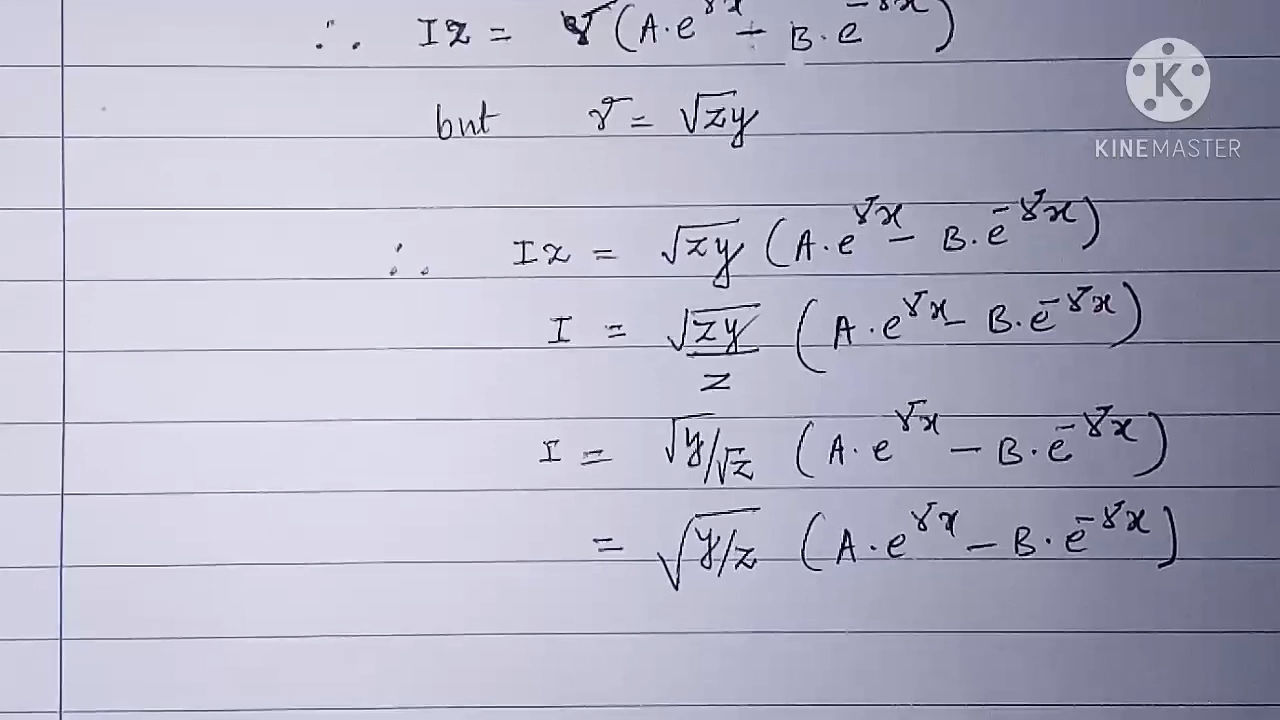 ∴ Iz = γ(A·e^γx − B·e^−γx)
but γ = √zy
∴ Iz = √zy (A·e^γx − B·e^−γx)
I = √zy/z (A·e^γx − B·e^−γx)
I = √y/√z (A·e^γx − B·e^−γx)
= √y/z (A·e^γx − B·e^−γx)
K
KINEMASTER